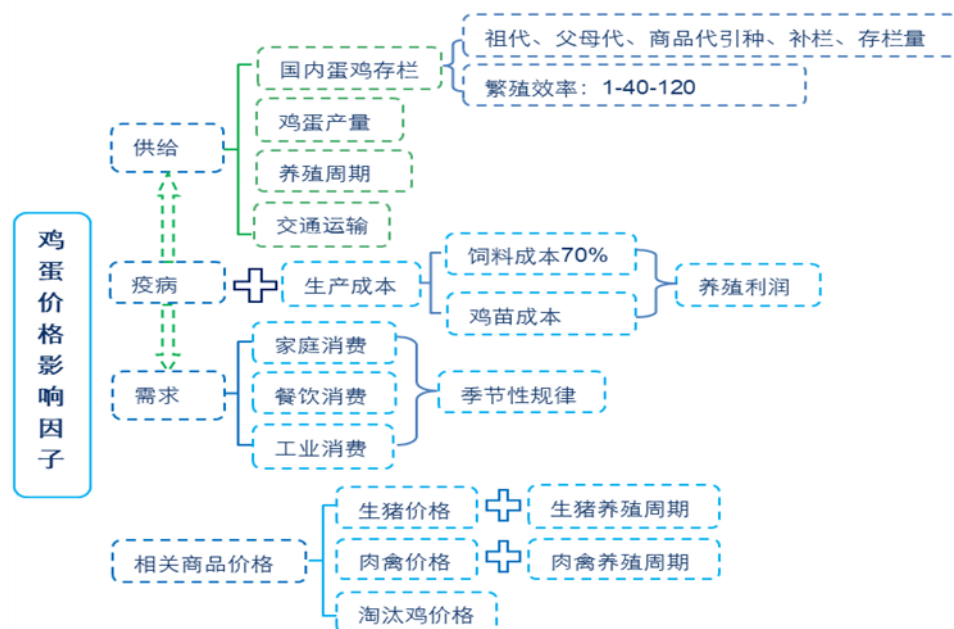 鸡蛋价格影响因子
供给
国内蛋鸡存栏
祖代、父母代、商品代引种、补栏、存栏量
繁殖效率：1-40-120
鸡蛋产量
养殖周期
交通运输
疫病
生产成本
饲料成本70%
鸡苗成本
养殖利润
需求
家庭消费
餐饮消费
工业消费
季节性规律
相关商品价格
生猪价格
生猪养殖周期
肉禽价格
肉禽养殖周期
淘汰鸡价格